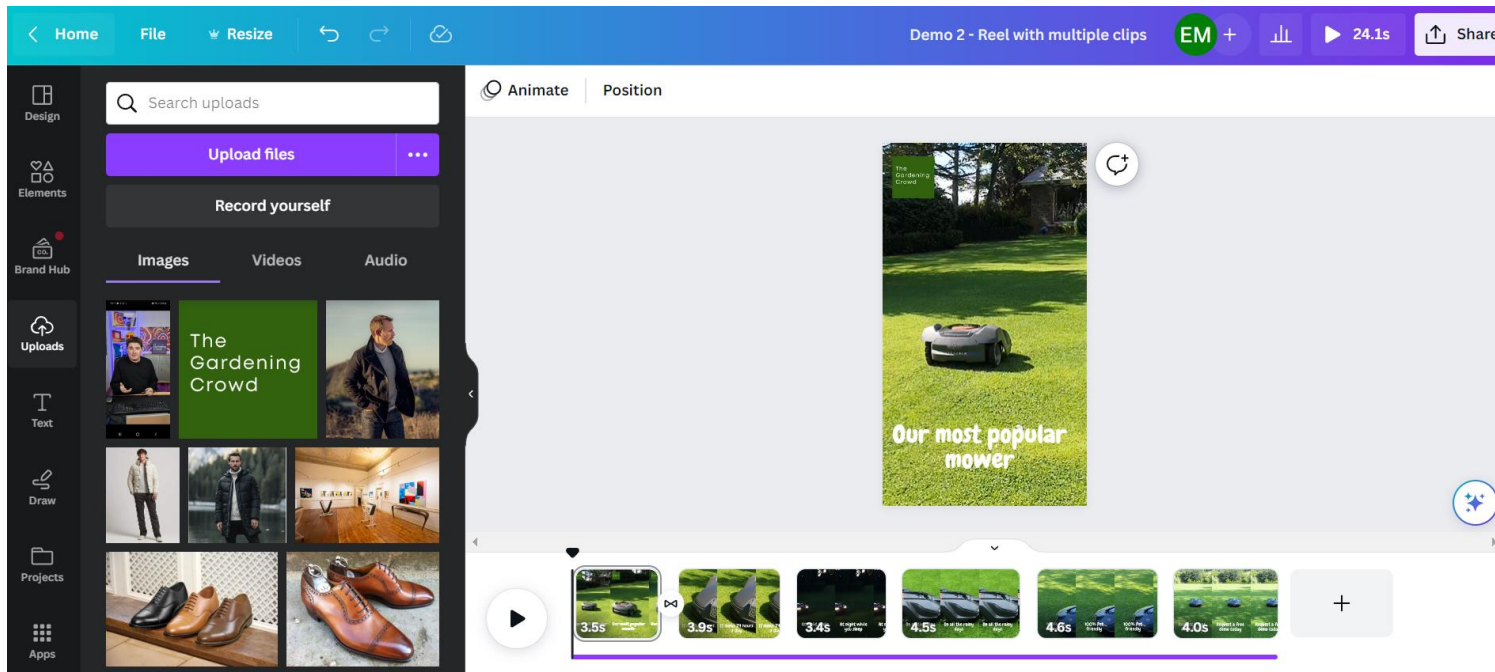 Home
File
Resize
Demo 2 - Reel with multiple clips
EM
+
24.1s
Share
Design
Elements
CO.
Brand Hub
Uploads
Text
Draw
Projects
Apps
Search uploads
Upload files
Record yourself
Images
Videos
Audio
The
Gardening
Crowd
Animate
Position
The
Gardening
Crowd
Our most popular
mower
3.5s
3.9s
3.4s
4.5s
4.6s
4.0s
+